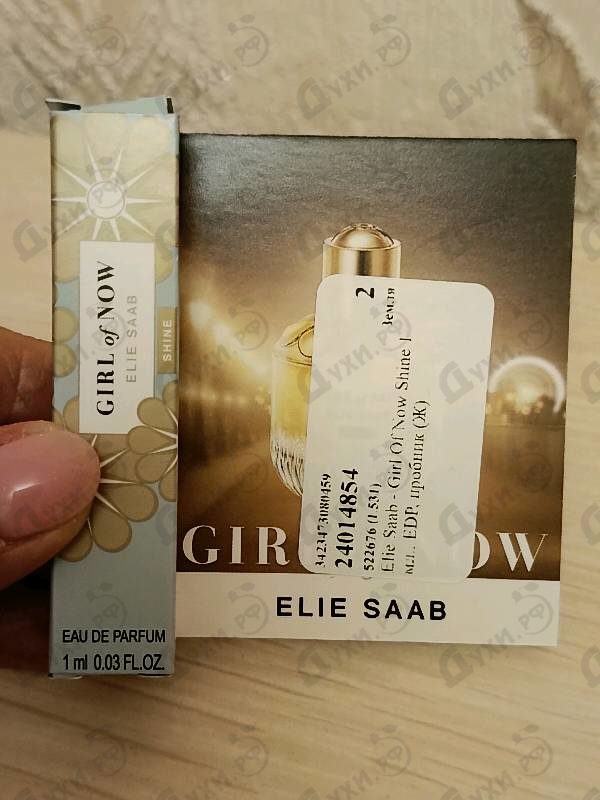 GIRL of NOW
ELIE SAAB
SHINE
EAU DE PARFUM
1 ml 0.03 FL.OZ.
3423473080459
24014854
522676 (1 531)
Elie Saab - Girl Of Now Shine 1
мл. EDP, пробник (Ж)
2
Земля
GIR OW
ELIE SAAB
Духи.РФ